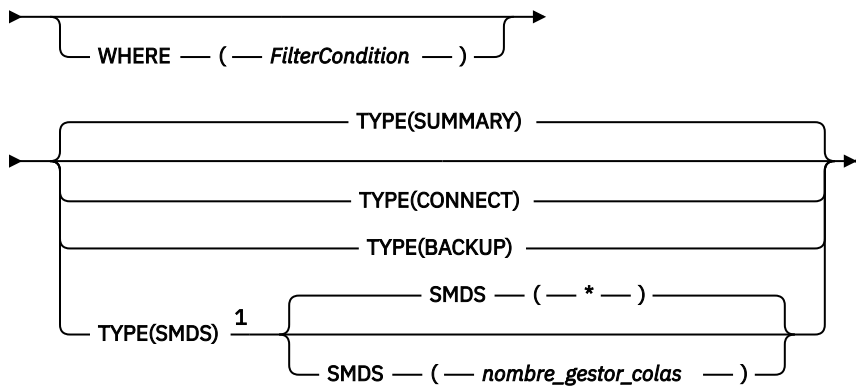 WHERE ( FilterCondition )
TYPE(SUMMARY)
TYPE(CONNECT)
TYPE(BACKUP)
SMDS ( * )
TYPE(SMDS) 1
SMDS ( nombre_gestor_colas )